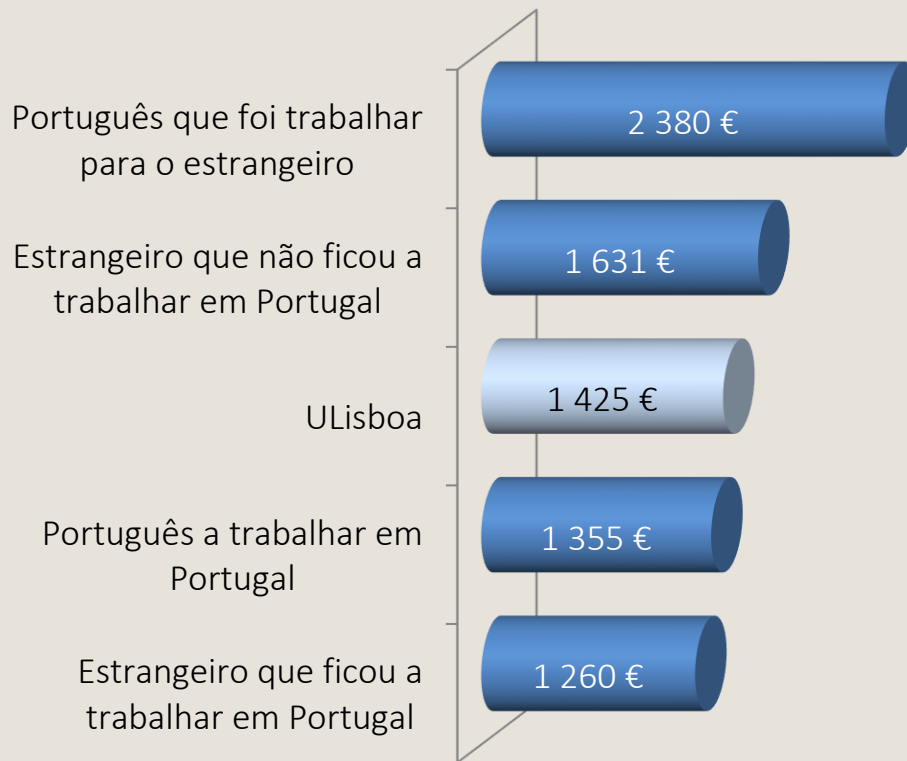 Português que foi trabalhar
para o estrangeiro
2 380 €
Estrangeiro que não ficou a
trabalhar em Portugal
1 631 €
ULisboa
1 425 €
Português a trabalhar em
Portugal
1 355 €
Estrangeiro que ficou a
trabalhar em Portugal
1 260 €